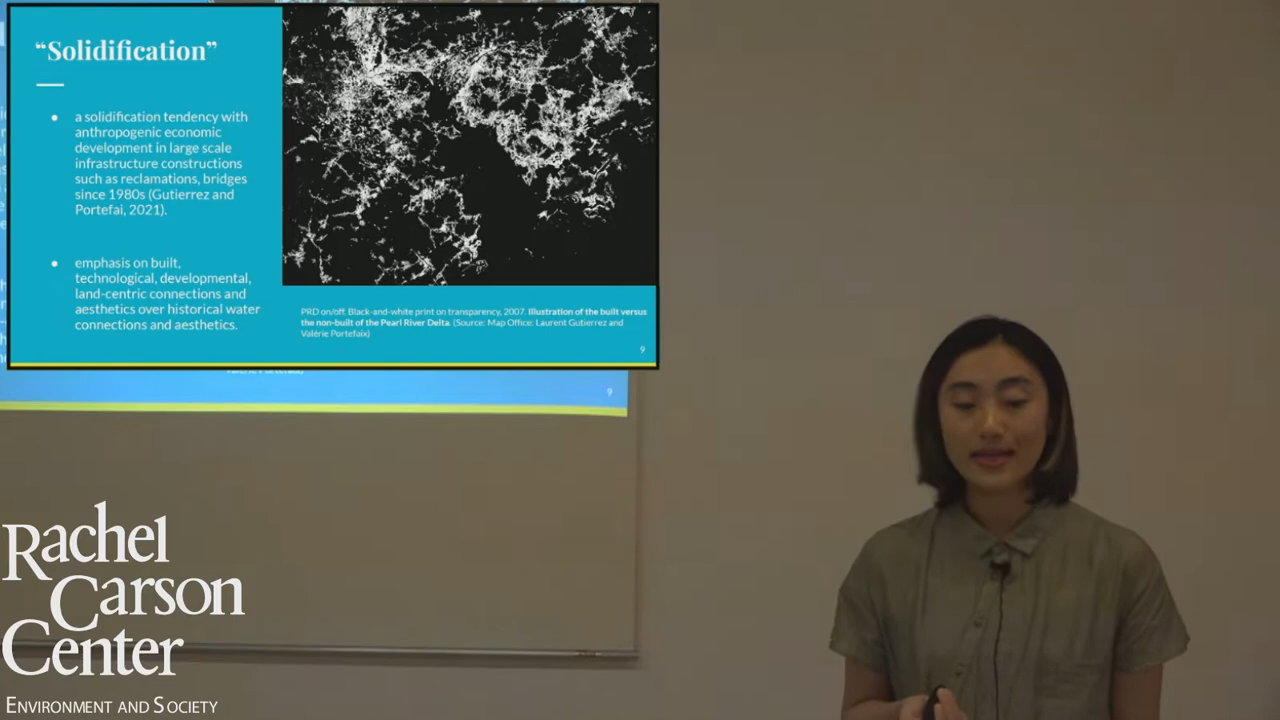 “Solidification”
● a solidification tendency with
anthropogenic economic
development in large scale
infrastructure constructions
such as reclamations, bridges
since 1980s (Gutierrez and
Portefai, 2021).
● emphasis on built,
technological, developmental,
land-centric connections and
aesthetics over historical water
connections and aesthetics.
PRD on/off. Black-and-white print on transparency, 2007. Illustration of the built versus
the non-built of the Pearl River Delta. (Source: Map Office: Laurent Gutierrez and
Valérie Portefaix)
9
9
Rachel
Carson
Center
ENVIRONMENT AND SOCIETY